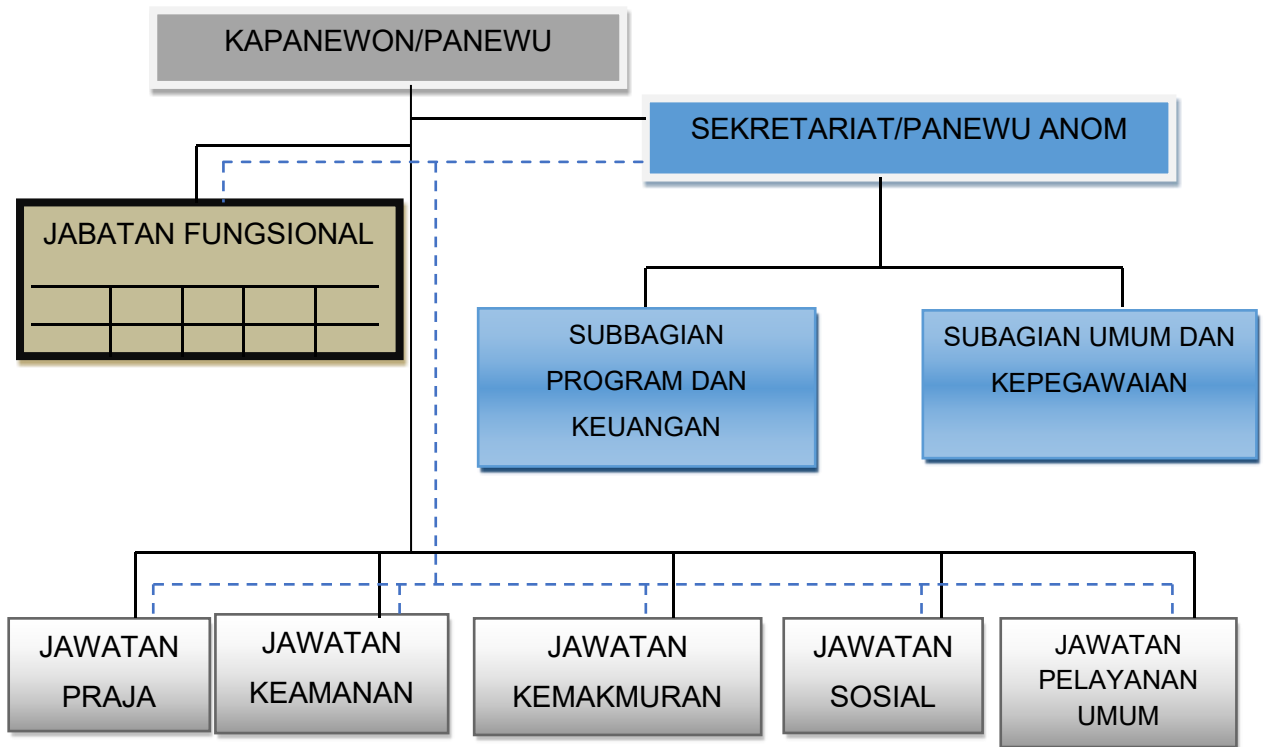 KAPANEWON/PANEWU
SEKRETARIAT/PANEWU ANOM
JABATAN FUNGSIONAL
SUBBAGIAN
PROGRAM DAN
KEUANGAN
SUBAGIAN UMUM DAN
KEPEGAWAIAN
JAWATAN
PRAJA
JAWATAN
KEAMANAN
JAWATAN
KEMAKMURAN
JAWATAN
SOSIAL
JAWATAN
PELAYANAN
UMUM